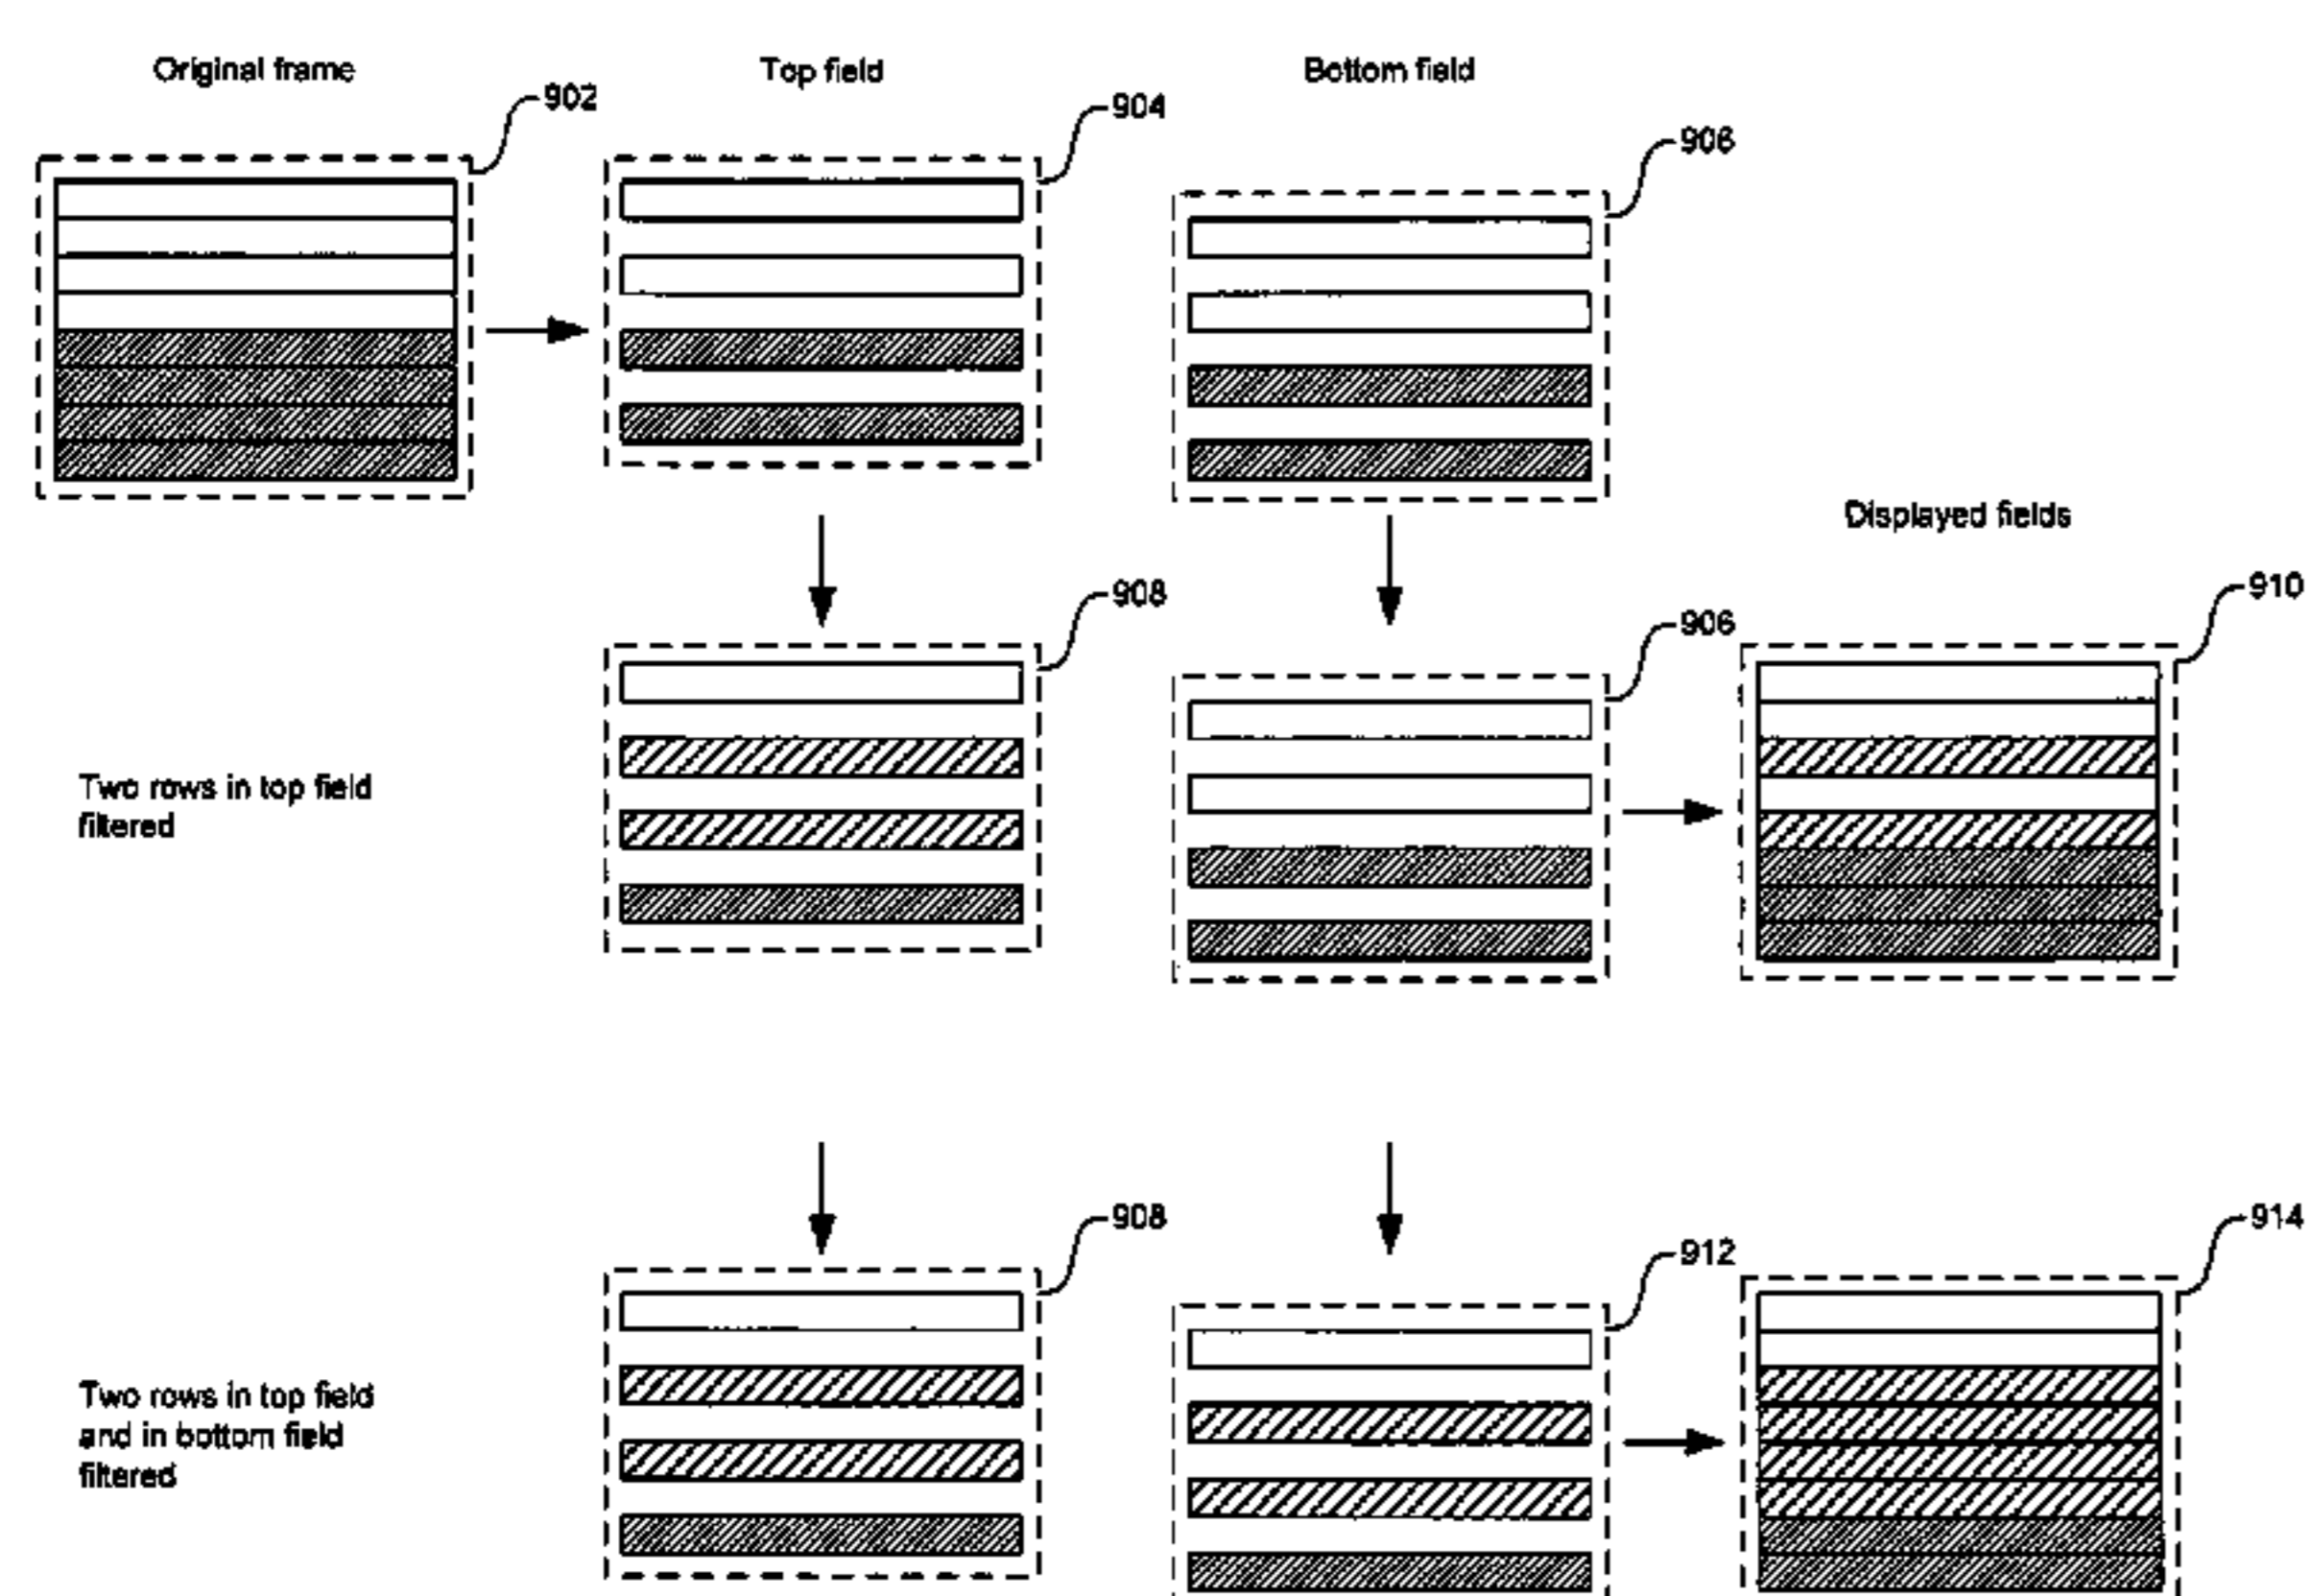 Original frame
902
Top field
904
Bottom field
906
Displayed fields
908
906
910
Two rows in top field
filtered
908
912
914
Two rows in top field
and in bottom field
filtered